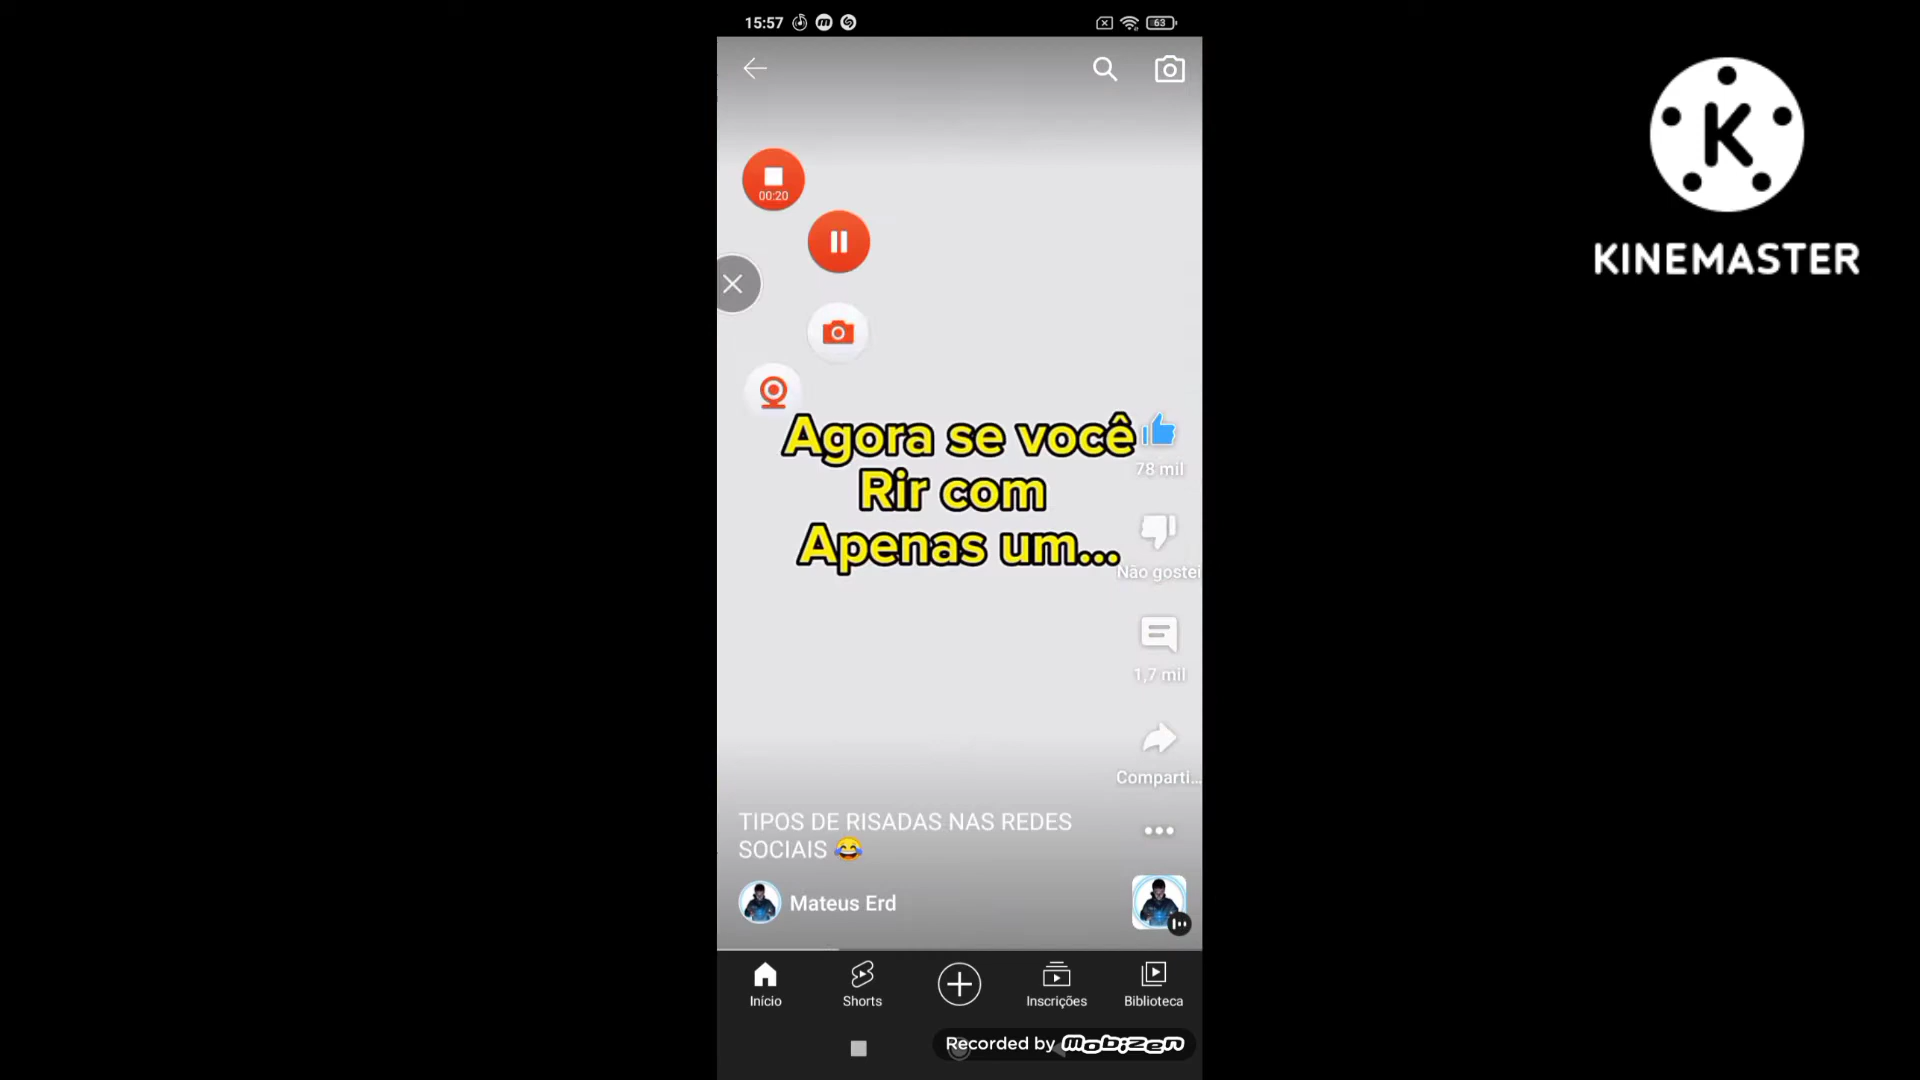 15:57
63
KINEMASTER
00:20
Agora se você
Rir com
Apenas um...
78 mil
Não gostei
1,7 mil
Comparti...
TIPOS DE RISADAS NAS REDES
SOCIAIS 😂
Mateus Erd
Início
Shorts
Inscrições
Biblioteca
Recorded by mobizen